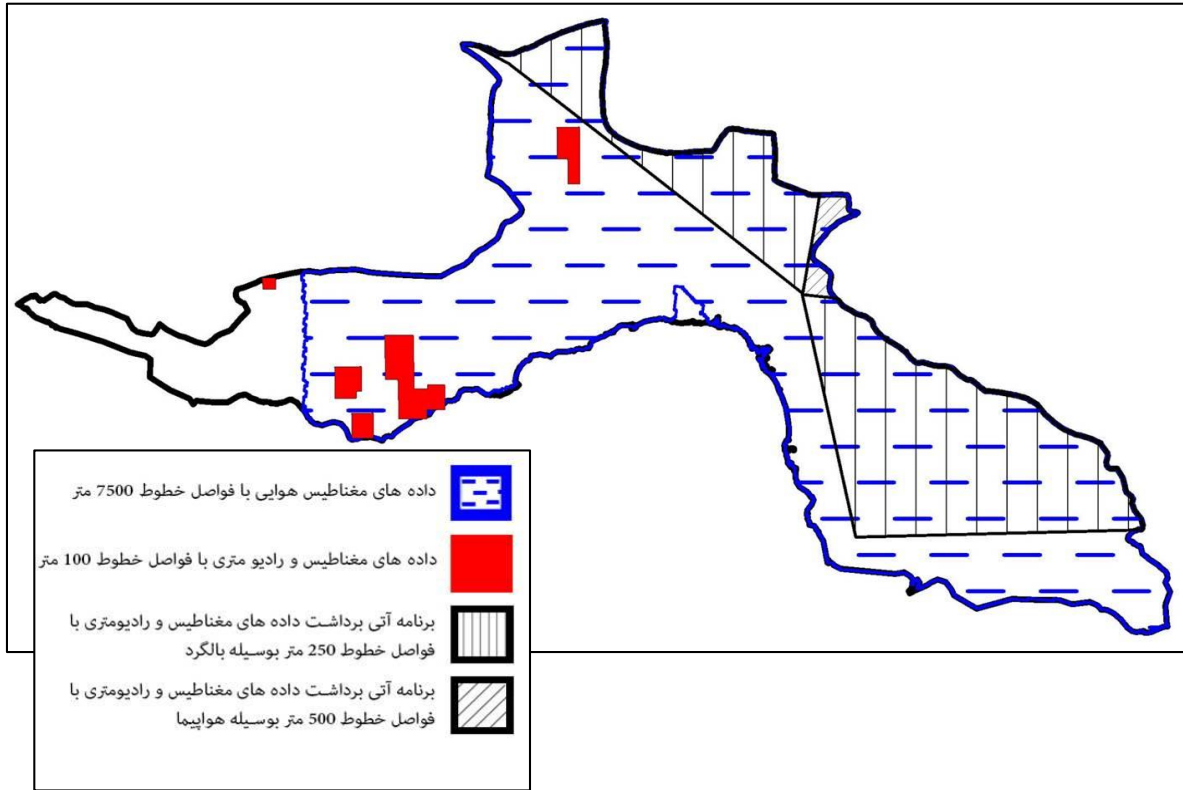 داده های مغناطیس هوایی با فواصل خطوط 7500 متر
داده های مغناطیس و رادیو متری با فواصل خطوط 100 متر
برنامه آتی برداشت داده های مغناطیس و رادیومتری با
فواصل خطوط 250 متر بوسیله بالگرد
برنامه آتی برداشت داده های مغناطیس و رادیومتری با
فواصل خطوط 500 متر بوسیله هواپیما